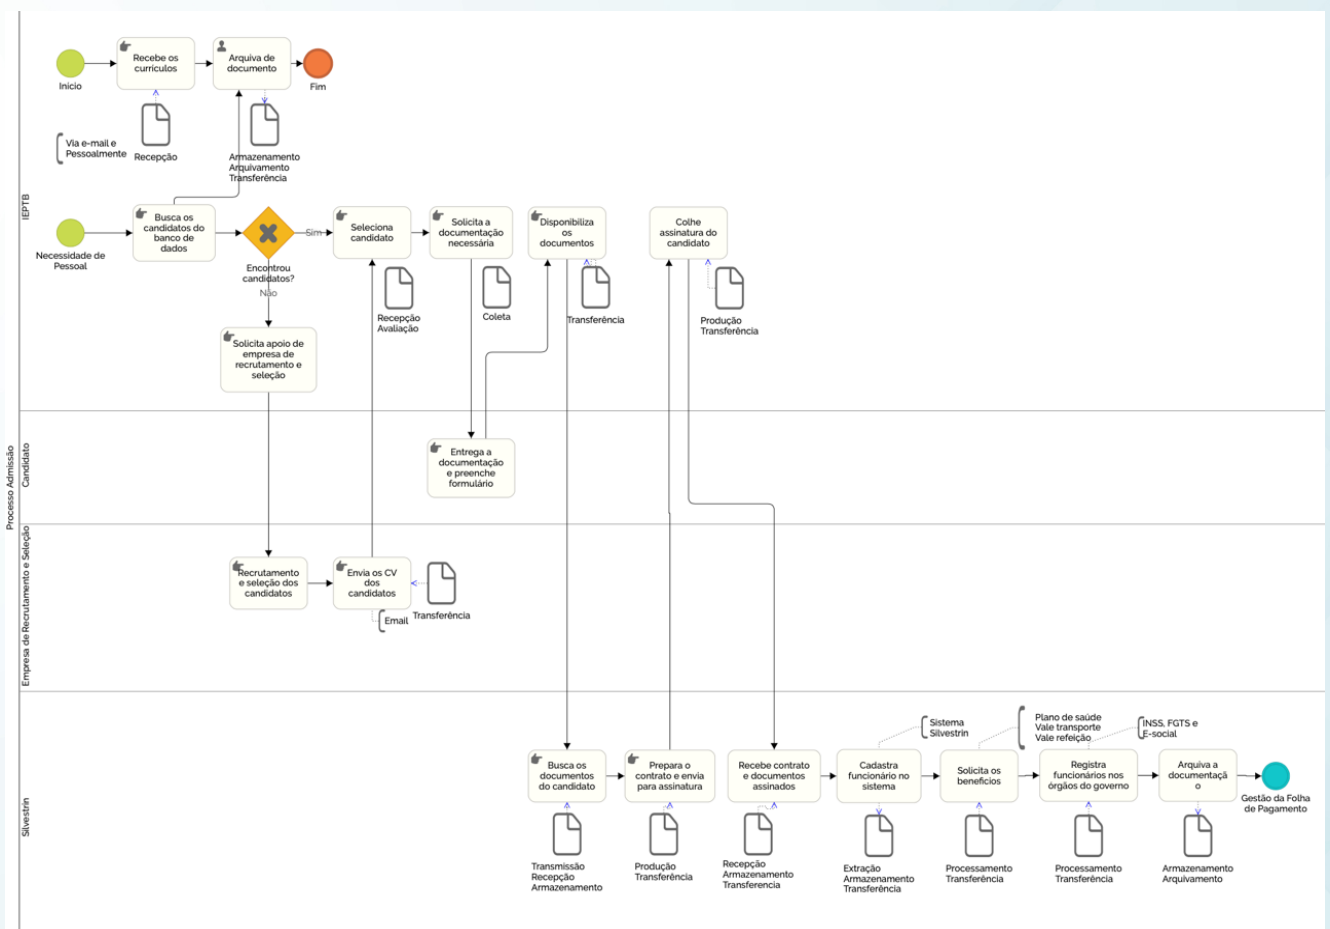 Processo Admissão
IEPTB
Início
Recebe os
currículos
Arquiva de
documento
Fim
Via e-mail e
Pessoalmente
Recepção
Armazenamento
Arquivamento
Transferência
Necessidade de
Pessoal
Busca os
candidatos do
banco de
dados
Encontrou
candidatos?
Sim
Não
Seleciona
candidato
Recepção
Avaliação
Solicita a
documentação
necessária
Coleta
Disponibiliza
os
documentos
Transferência
Colhe
assinatura do
candidato
Produção
Transferência
Solicita apoio de
empresa de
recrutamento e
seleção
Candidato
Entrega a
documentação
e preenche
formulário
Empresa de Recrutamento e Seleção
Recrutamento
e seleção dos
candidatos
Envia os CV
dos
candidatos
Email
Transferência
Silvestrin
Busca os
documentos
do candidato
Transmissão
Recepção
Armazenamento
Prepara o
contrato e envia
para assinatura
Produção
Transferência
Recebe contrato
e documentos
assinados
Recepção
Armazenamento
Transferencia
Cadastra
funcionário no
sistema
Sistema
Silvestrin
Extração
Armazenamento
Transferência
Solicita os
benefícios
Plano de saúde
Vale transporte
Vale refeição
Processamento
Transferência
Registra
funcionários nos
órgãos do governo
INSS, FGTS e
E-social
Processamento
Transferência
Arquiva a
documentaçã
o
Armazenamento
Arquivamento
Gestão da Folha
de Pagamento